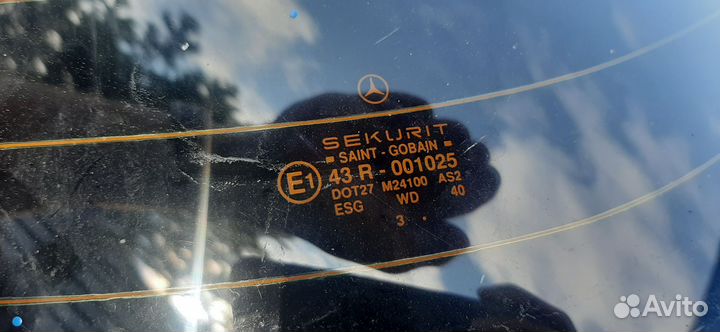 SEKURIT
SAINT - GOBAIN
E1 43 R - 001025
DOT27 M24100 AS2
ESG WD 40
3 .
Avito